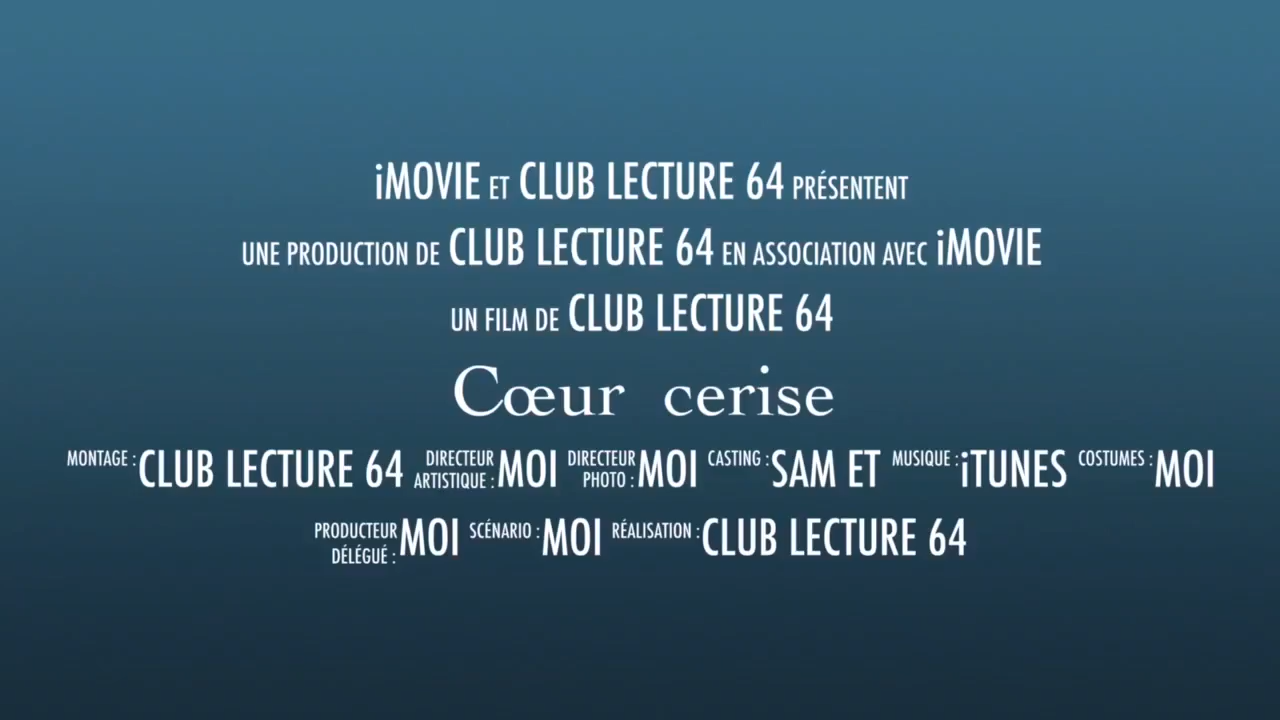 iMOVIE ET CLUB LECTURE 64 PRÉSENTENT
UNE PRODUCTION DE CLUB LECTURE 64 EN ASSOCIATION AVEC iMOVIE
UN FILM DE CLUB LECTURE 64
Cœur cerise
MONTAGE : CLUB LECTURE 64 DIRECTEUR ARTISTIQUE : MOI DIRECTEUR PHOTO : MOI CASTING : SAM ET MUSIQUE : iTUNES COSTUMES : MOI
PRODUCTEUR DÉLÉGUÉ : MOI SCÉNARIO : MOI RÉALISATION : CLUB LECTURE 64